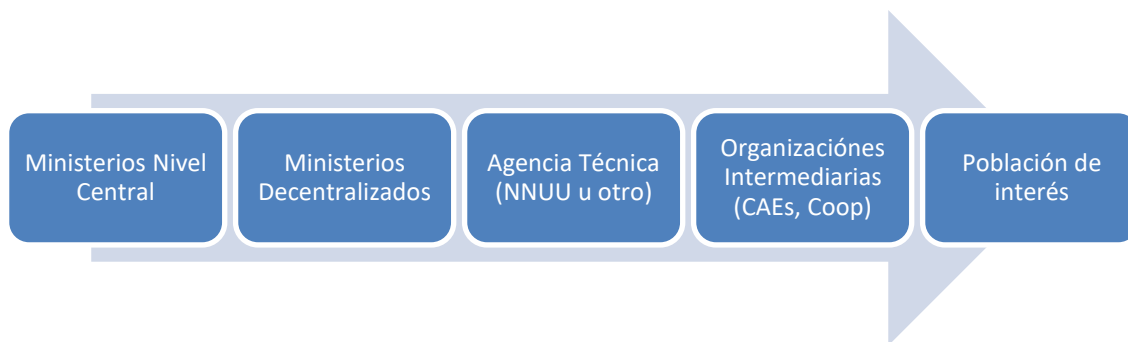 Ministerios Nivel
Central
Ministerios
Decentralizados
Agencia Técnica
(NNUU u otro)
Organizaciónes
Intermediarias
(CAEs, Coop)
Población de
interés